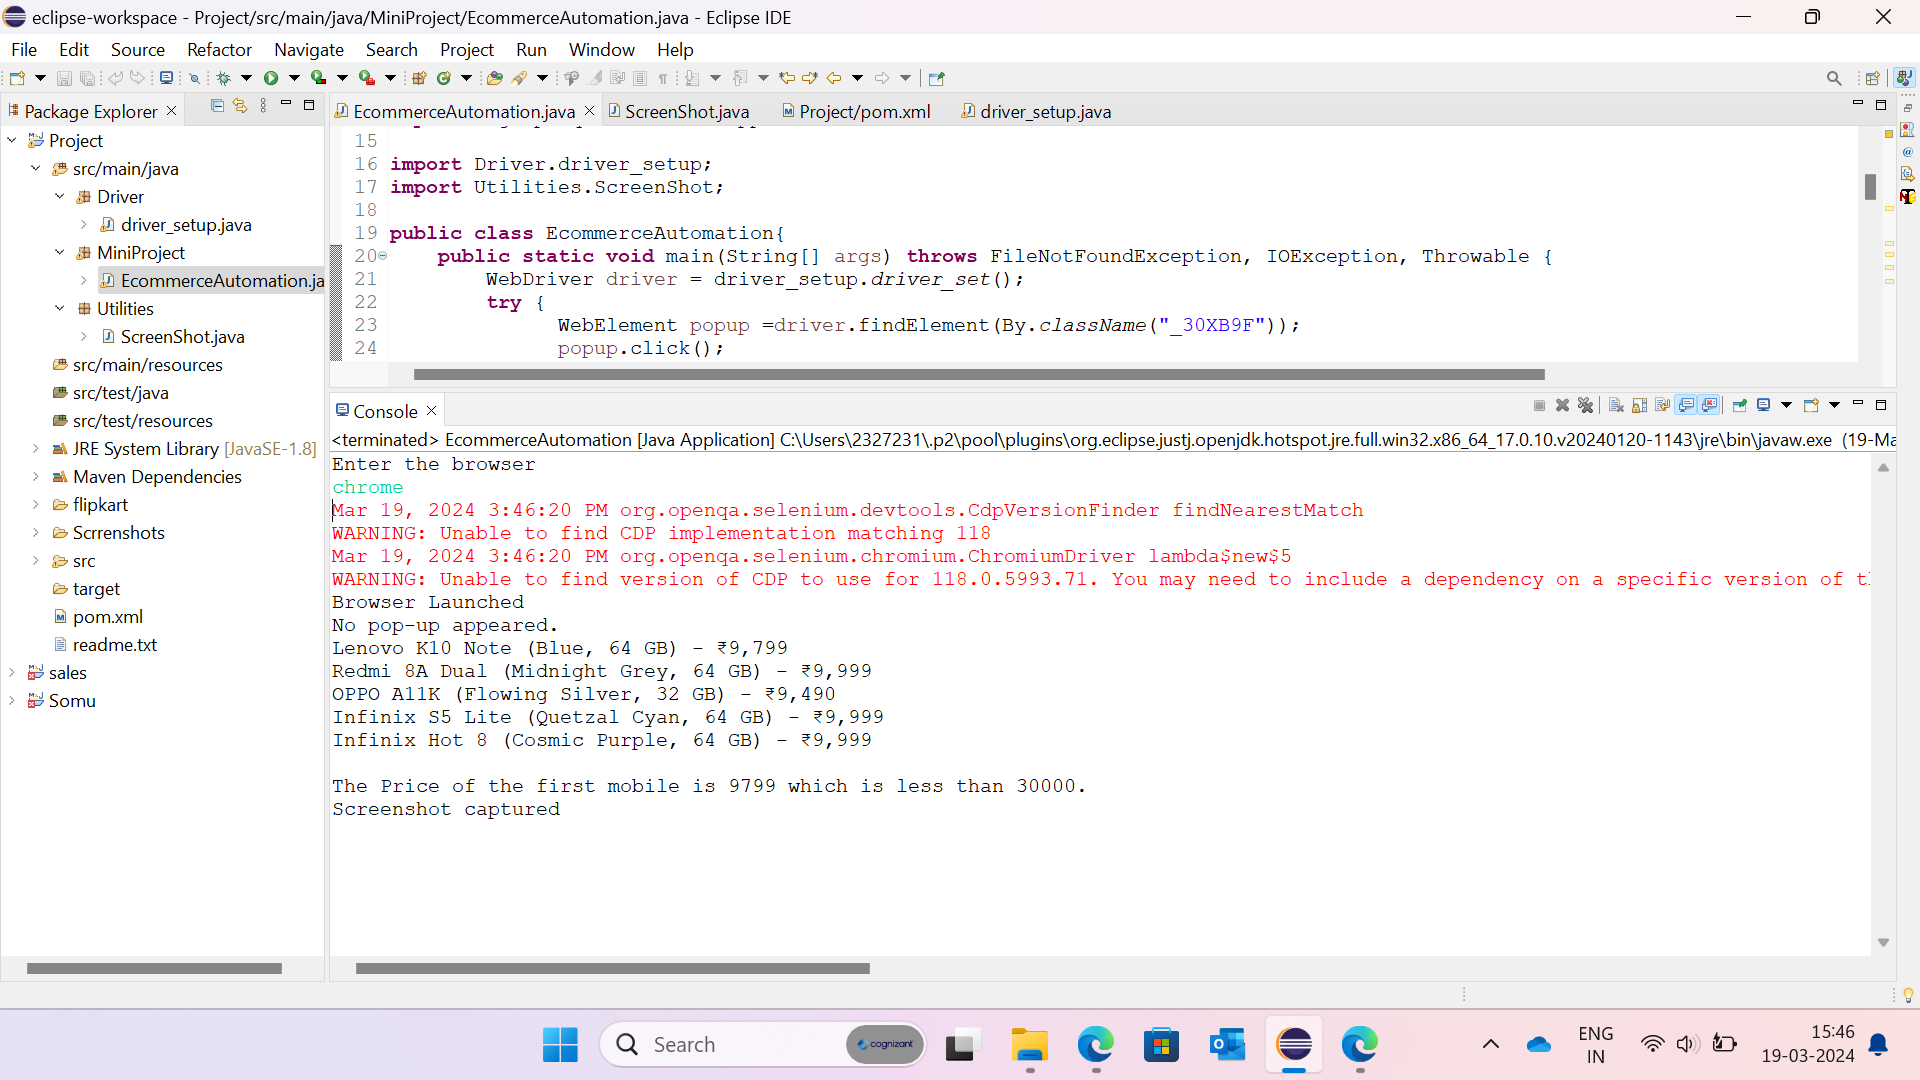 eclipse-workspace - Project/src/main/java/MiniProject/EcommerceAutomation.java - Eclipse IDE
File Edit Source Refactor Navigate Search Project Run Window Help
Package Explorer
Project
src/main/java
Driver
driver_setup.java
MiniProject
EcommerceAutomation.ja
Utilities
ScreenShot.java
src/main/resources
src/test/java
src/test/resources
JRE System Library [JavaSE-1.8]
Maven Dependencies
flipkart
Scrrenshots
src
target
pom.xml
readme.txt
sales
Somu
EcommerceAutomation.java ScreenShot.java Project/pom.xml driver_setup.java
15
16 import Driver.driver_setup;
17 import Utilities.ScreenShot;
18
19 public class EcommerceAutomation{
20 public static void main(String[] args) throws FileNotFoundException, IOException, Throwable {
21 WebDriver driver = driver_setup.driver_set();
22 try {
23 WebElement popup =driver.findElement(By.className("_30XB9F"));
24 popup.click();
Console
<terminated> EcommerceAutomation [Java Application] C:\Users\2327231\.p2\pool\plugins\org.eclipse.justj.openjdk.hotspot.jre.full.win32.x86_64_17.0.10.v20240120-1143\jre\bin\javaw.exe (19-Ma
Enter the browser
chrome
Mar 19, 2024 3:46:20 PM org.openqa.selenium.devtools.CdpVersionFinder findNearestMatch
WARNING: Unable to find CDP implementation matching 118
Mar 19, 2024 3:46:20 PM org.openqa.selenium.chromium.ChromiumDriver lambda$new$5
WARNING: Unable to find version of CDP to use for 118.0.5993.71. You may need to include a dependency on a specific version of
Browser Launched
No pop-up appeared.
Lenovo K10 Note (Blue, 64 GB) - ₹9,799
Redmi 8A Dual (Midnight Grey, 64 GB) - ₹9,999
OPPO A11K (Flowing Silver, 32 GB) - ₹9,490
Infinix S5 Lite (Quetzal Cyan, 64 GB) - ₹9,999
Infinix Hot 8 (Cosmic Purple, 64 GB) - ₹9,999
The Price of the first mobile is 9799 which is less than 30000.
Screenshot captured
Search
cognizant
ENG
IN
15:46
19-03-2024